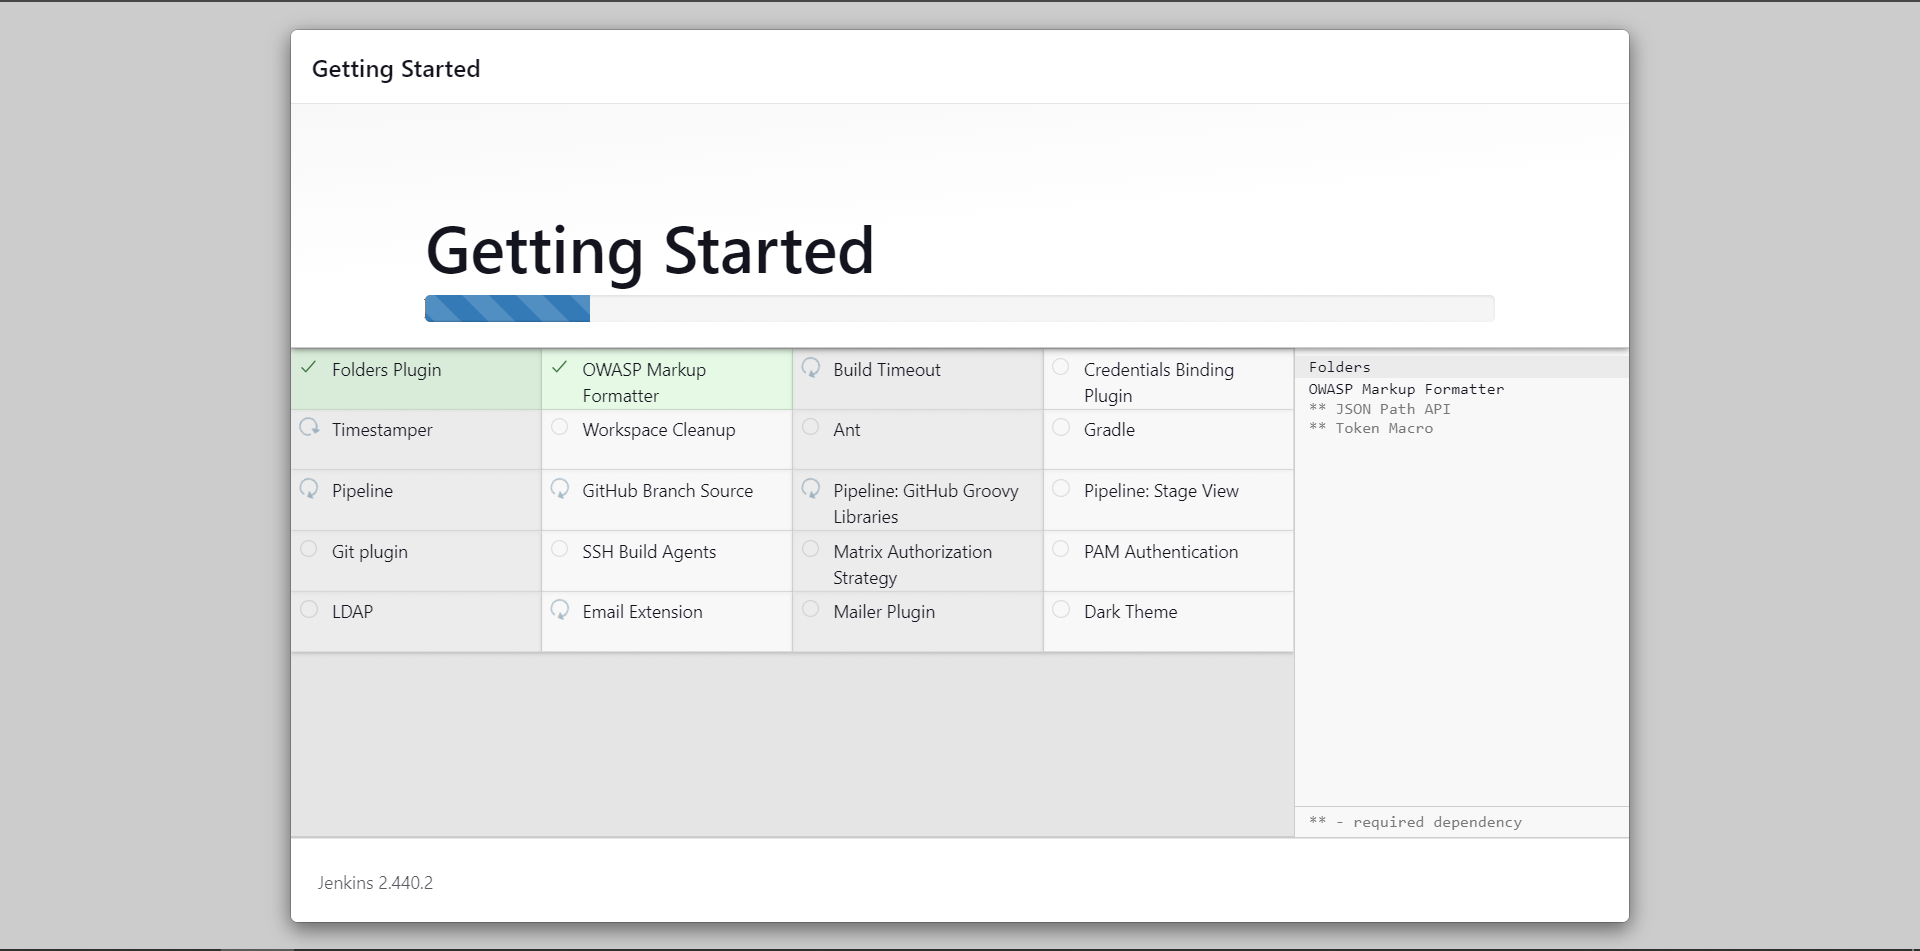 Getting Started
Getting Started
Folders Plugin
OWASP Markup
Formatter
Build Timeout
Credentials Binding
Plugin
Timestamper
Workspace Cleanup
Ant
Gradle
Pipeline
GitHub Branch Source
Pipeline: GitHub Groovy
Libraries
Pipeline: Stage View
Git plugin
SSH Build Agents
Matrix Authorization
Strategy
PAM Authentication
LDAP
Email Extension
Mailer Plugin
Dark Theme
Folders
OWASP Markup Formatter
** JSON Path API
** Token Macro
** - required dependency
Jenkins 2.440.2